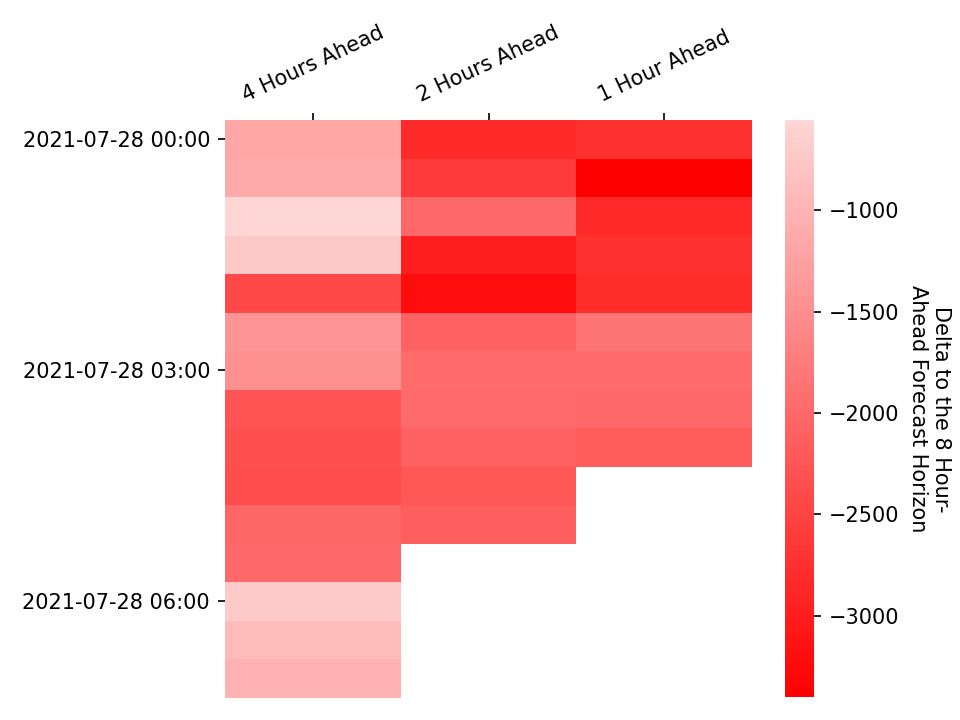 4 Hours Ahead
2 Hours Ahead
1 Hour Ahead
2021-07-28 00:00
2021-07-28 03:00
2021-07-28 06:00
−1000
−1500
−2000
−2500
−3000
Delta to the 8 Hour-
Ahead Forecast Horizon